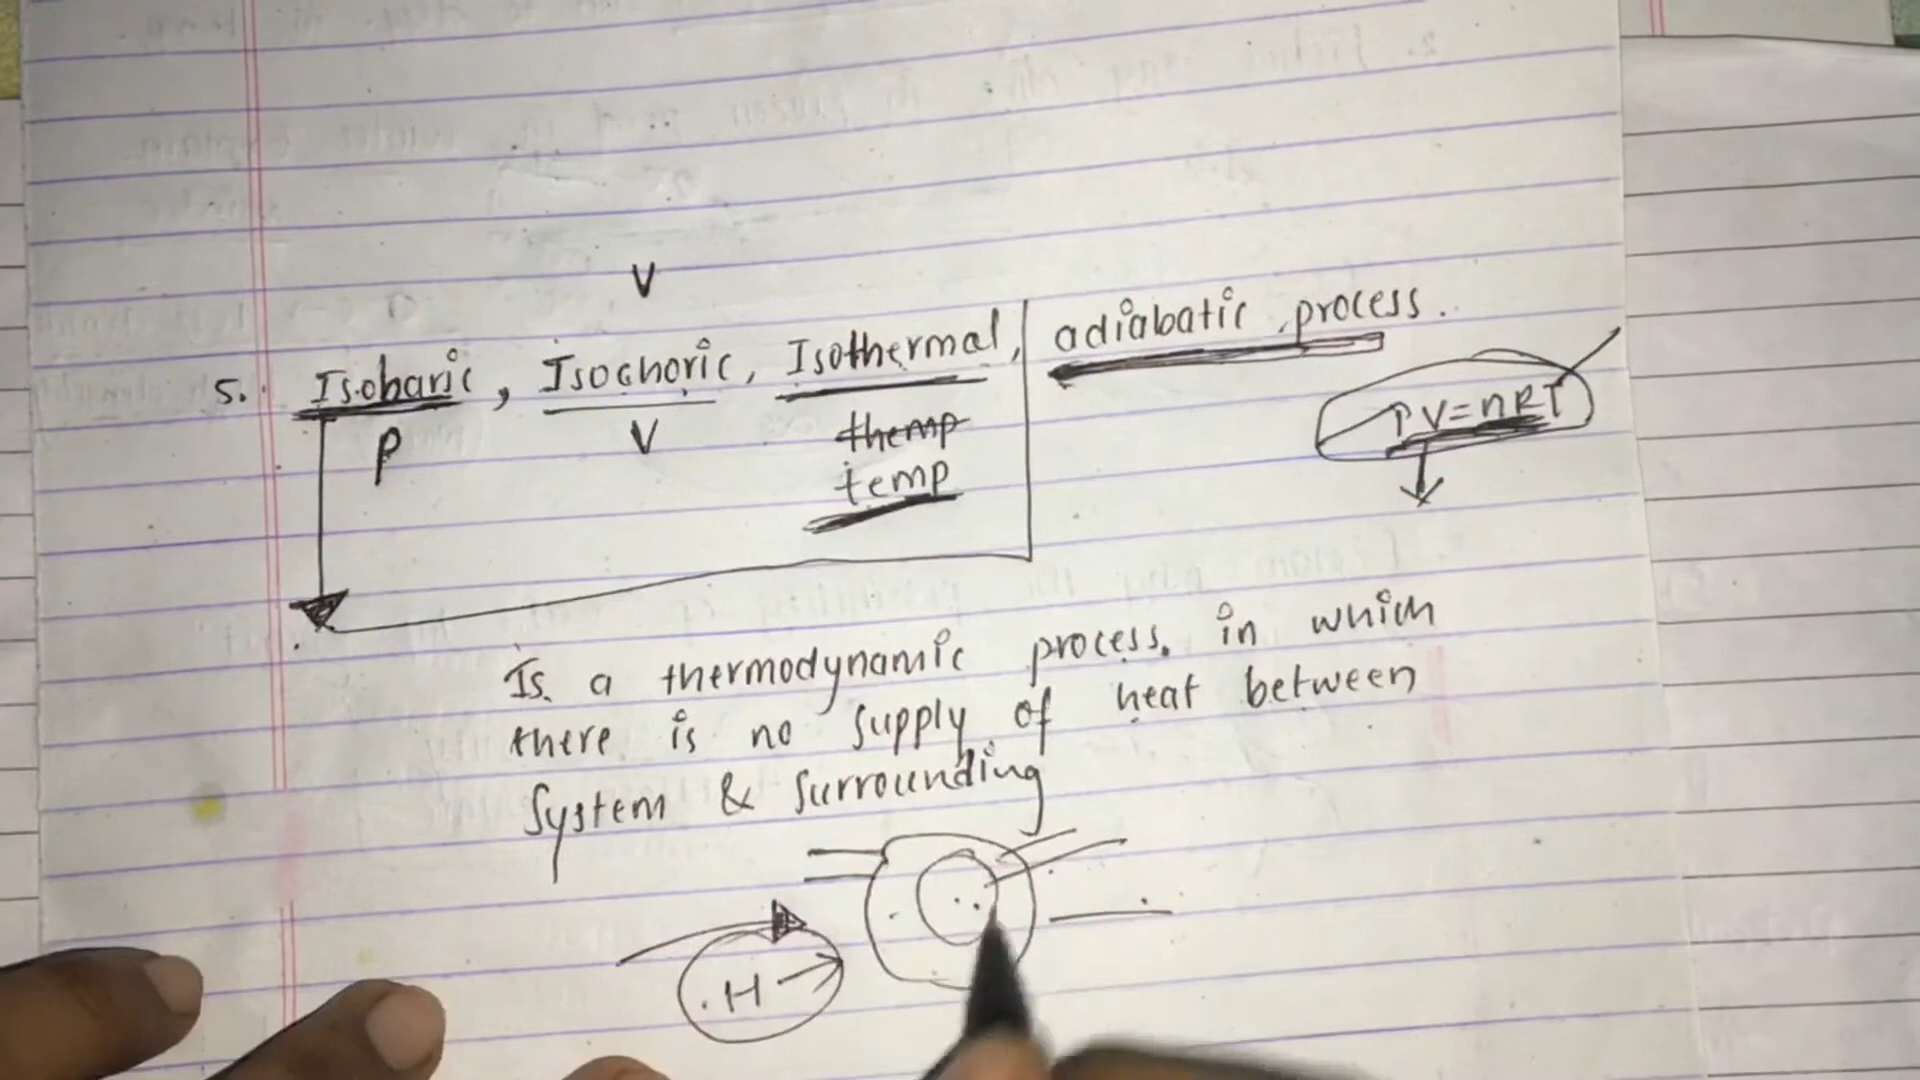 V
5. Isobaric, Isochoric, Isothermal, adiabatic process.
P V themp PV=nRT
temp
Is a thermodynamic process. in which
there is no supply of heat between
System & surrounding
.H